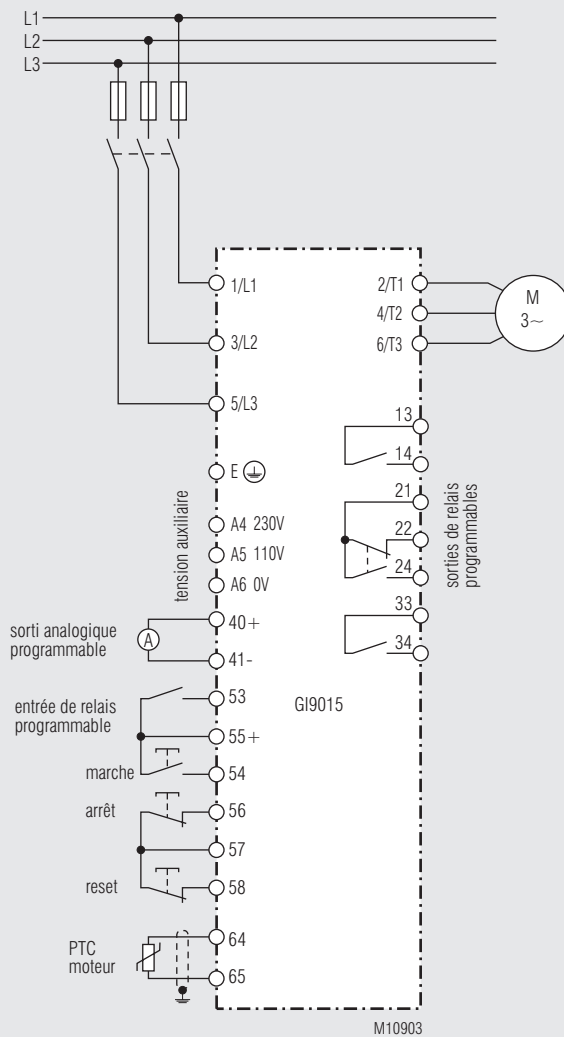 L1
L2
L3
1/L1
2/T1
M
3~
4/T2
3/L2
6/T3
5/L3
13
14
E
21
22
24
sorties de relais
programmables
tension auxiliaire
A4 230V
A5 110V
A6 0V
33
34
sorti analogique
programmable
A
40+
41-
GI9015
entrée de relais
programmable
53
55+
marche
54
arrêt
56
57
reset
58
PTC
moteur
64
65
M10903